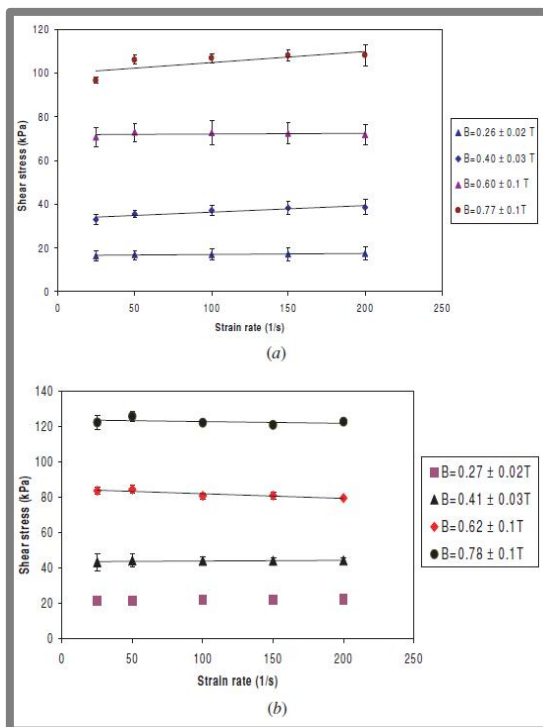 120
100
80
60
40
20
0
Shear stress (kPa)
0 50 100 150 200 250
Strain rate (1/s)
B=0.26 ± 0.02 T
B=0.40 ± 0.03 T
B=0.60 ± 0.1 T
B=0.77 ± 0.1 T
(a)
140
120
100
80
60
40
20
0
Shear stress (kPa)
0 50 100 150 200 250
Strain rate (1/s)
B=0.27 ± 0.02T
B=0.41 ± 0.03T
B=0.62 ± 0.1T
B=0.78 ± 0.1T
(b)